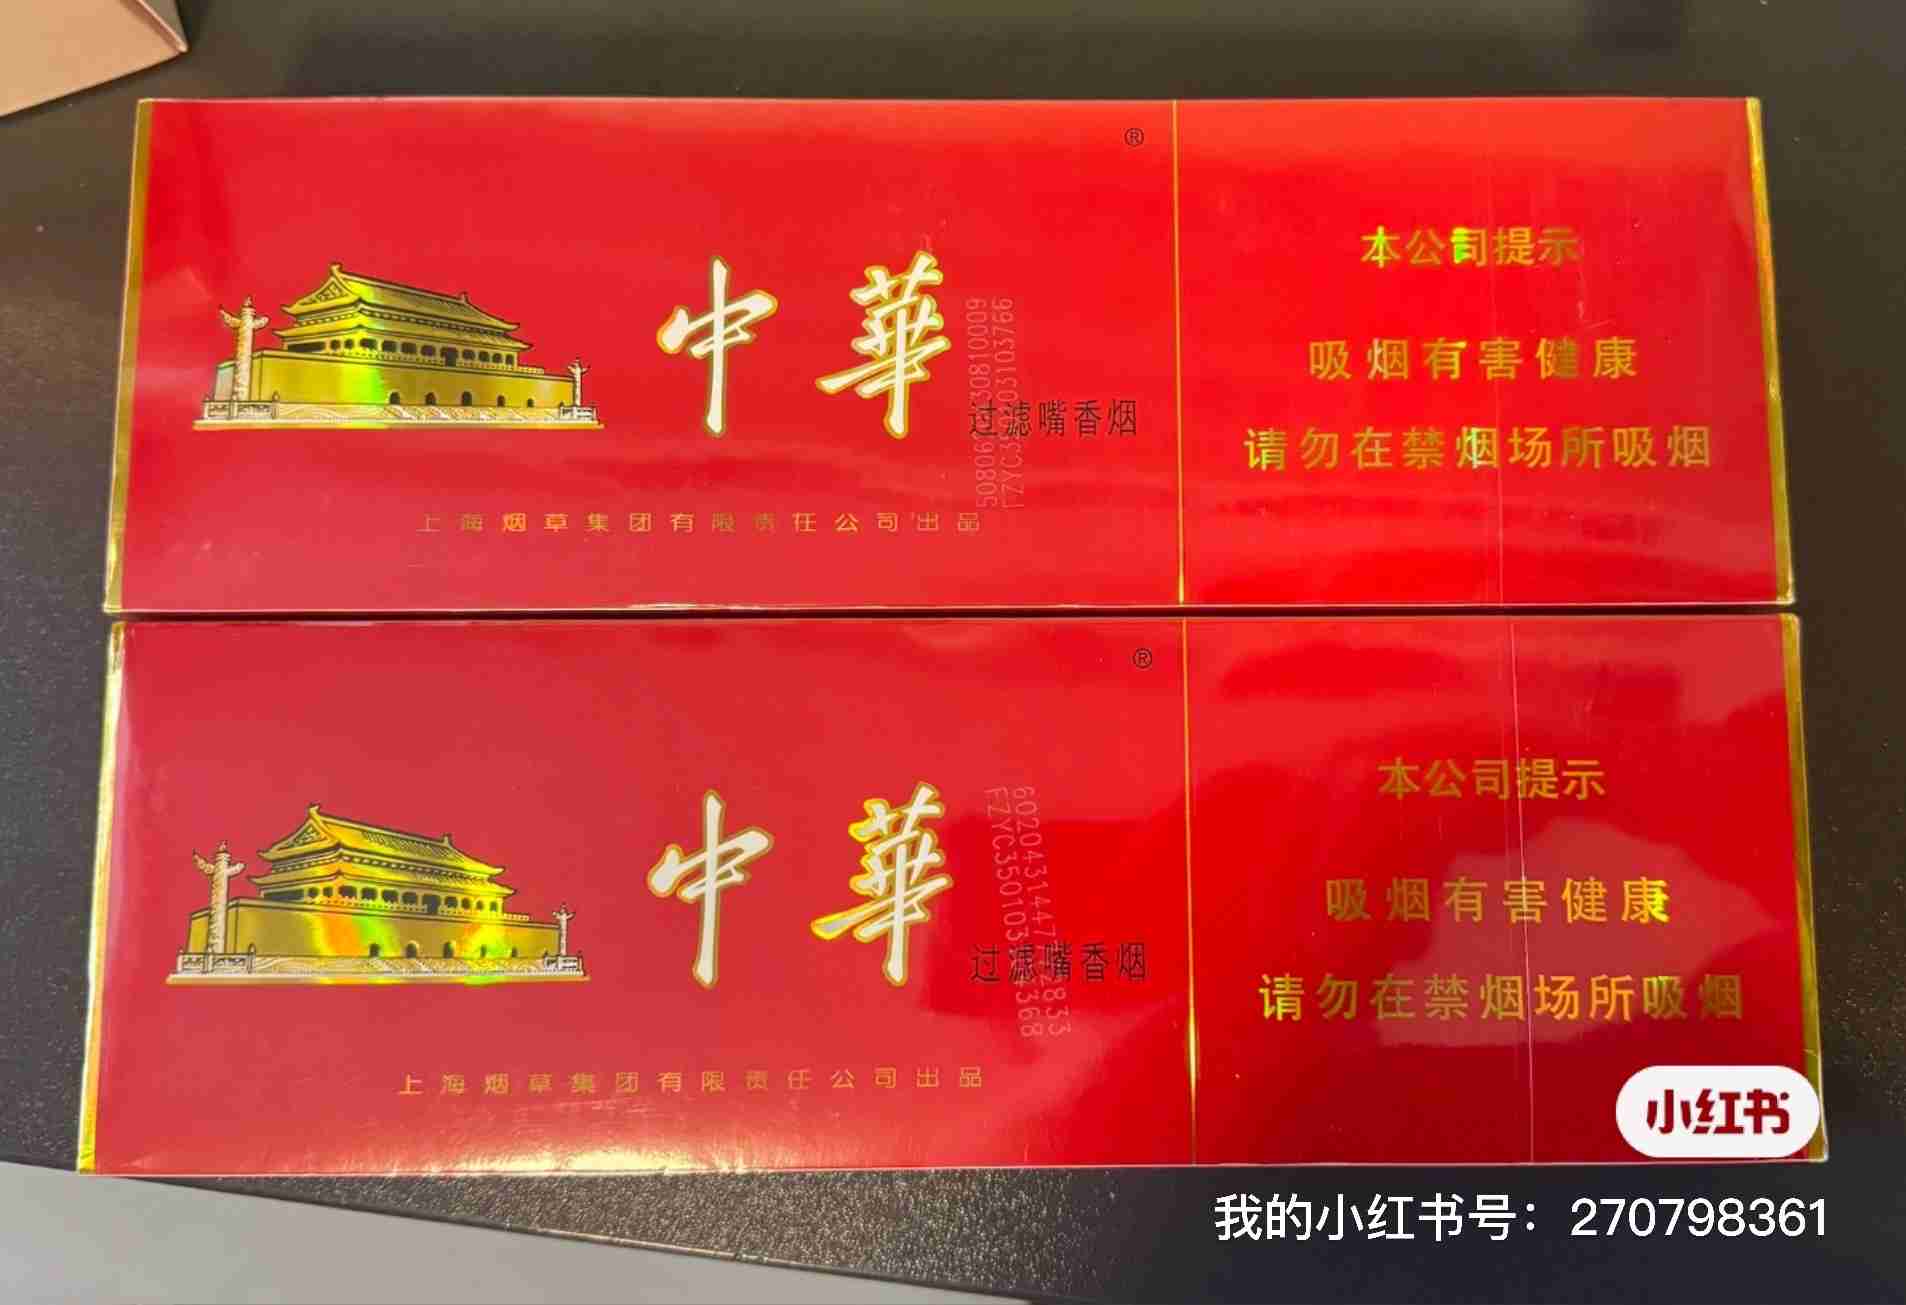 ®
中華
过滤嘴香烟
上海烟草集团有限责任公司出品
本公司提示
吸烟有害健康
请勿在禁烟场所吸烟
®
中華
过滤嘴香烟
上海烟草集团有限责任公司出品
本公司提示
吸烟有害健康
请勿在禁烟场所吸烟
小红书
我的小红书号：270798361